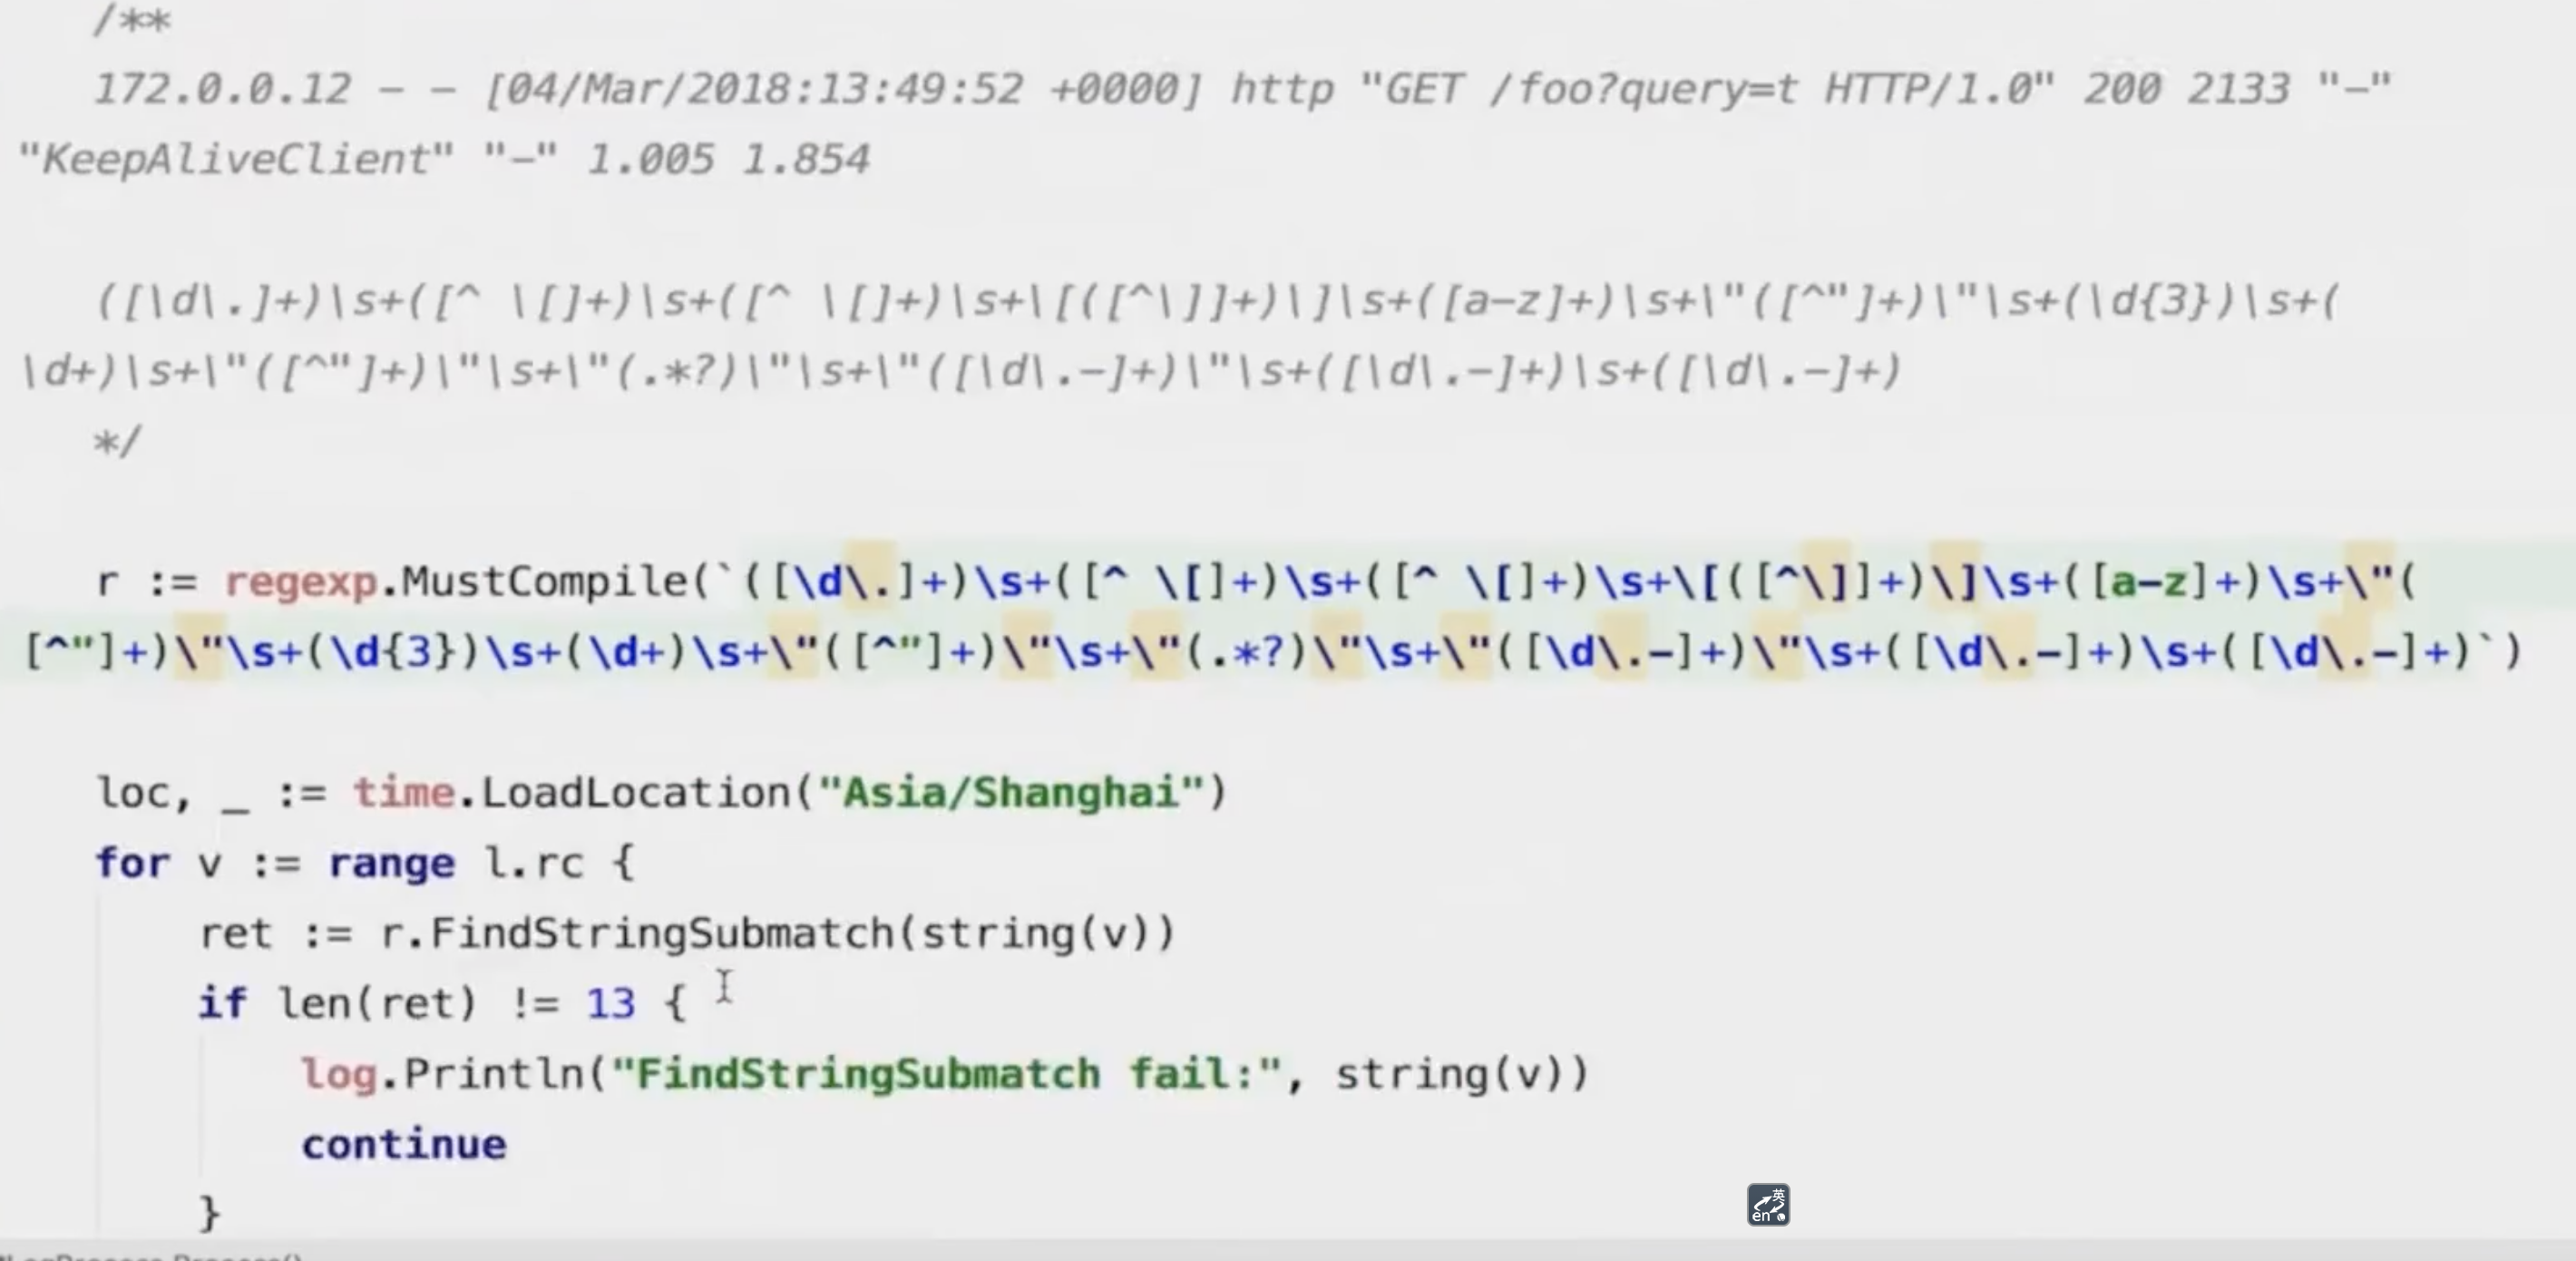 /**
172.0.0.12 - - [04/Mar/2018:13:49:52 +0000] http "GET /foo?query=t HTTP/1.0" 200 2133 "-"
"KeepAliveClient" "-" 1.005 1.854
([\d\.]+)\s+([^ \[]+)\s+([^ \[]+)\s+\[([^\]]+)\]\s+([a-z]+)\s+\"([^"]+)\"\s+(\d{3})\s+(
\d+)\s+\"([^"]+)\"\s+\"(.*?)\"\s+\"([\d\.-]+)\"\s+([\d\.-]+)\s+([\d\.-]+)
*/
r := regexp.MustCompile(`([\d\.]+)\s+([^ \[]+)\s+([^ \[]+)\s+\[([^\]]+)\]\s+([a-z]+)\s+\"(
[^"]+)\"\s+(\d{3})\s+(\d+)\s+\"([^"]+)\"\s+\"(.*?)\"\s+\"([\d\.-]+)\"\s+([\d\.-]+)\s+([\d\.-]+)`)
loc, _ := time.LoadLocation("Asia/Shanghai")
for v := range l.rc {
ret := r.FindStringSubmatch(string(v))
if len(ret) != 13 {
log.Println("FindStringSubmatch fail:", string(v))
continue
}
英
en